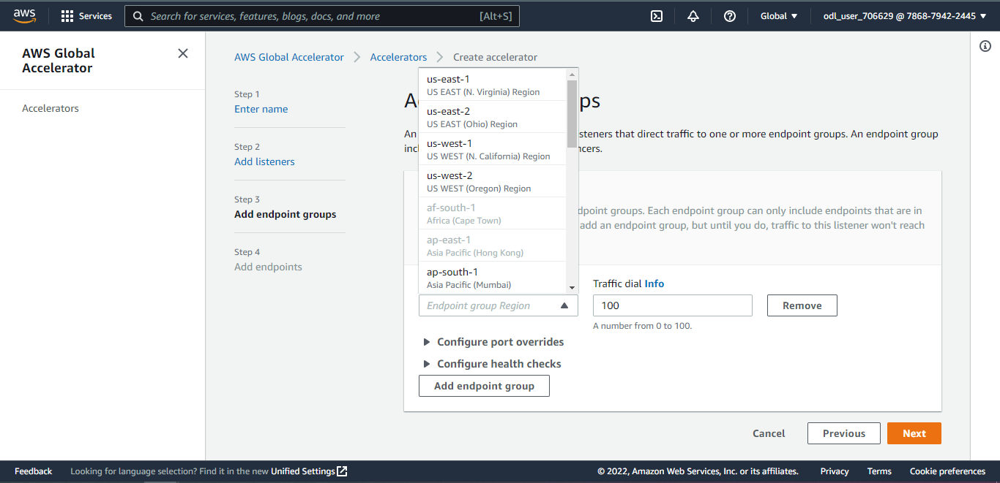 aws
Services
Search for services, features, blogs, docs, and more
[Alt+S]
Global
odl_user_706629 @ 7868-7942-2445
AWS Global
Accelerator
Accelerators
AWS Global Accelerator
Accelerators
Create accelerator
Step 1
Enter name
Step 2
Add listeners
Step 3
Add endpoint groups
Step 4
Add endpoints
us-east-1
US EAST (N. Virginia) Region
us-east-2
US EAST (Ohio) Region
us-west-1
US WEST (N. California) Region
us-west-2
US WEST (Oregon) Region
af-south-1
Africa (Cape Town)
ap-east-1
Asia Pacific (Hong Kong)
ap-south-1
Asia Pacific (Mumbai)
A ps
An steners that direct traffic to one or more endpoint groups. An endpoint group
inc ncers.
dpoint groups. Each endpoint group can only include endpoints that are in
add an endpoint group, but until you do, traffic to this listener won't reach
Endpoint group Region
Traffic dial Info
100
A number from 0 to 100.
Remove
Configure port overrides
Configure health checks
Add endpoint group
Cancel
Previous
Next
Feedback
Looking for language selection? Find it in the new Unified Settings
© 2022, Amazon Web Services, Inc. or its affiliates.
Privacy
Terms
Cookie preferences